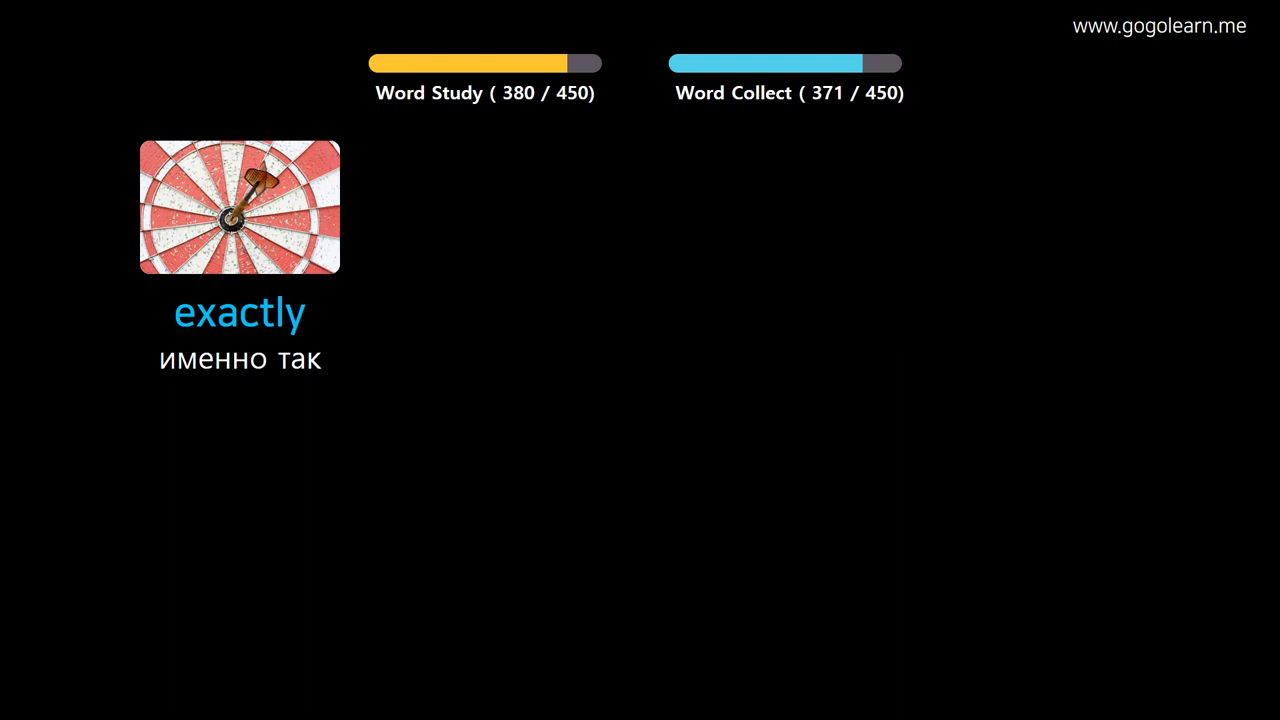 www.gogolearn.me
Word Study ( 380 / 450)
Word Collect ( 371 / 450)
exactly
именно так